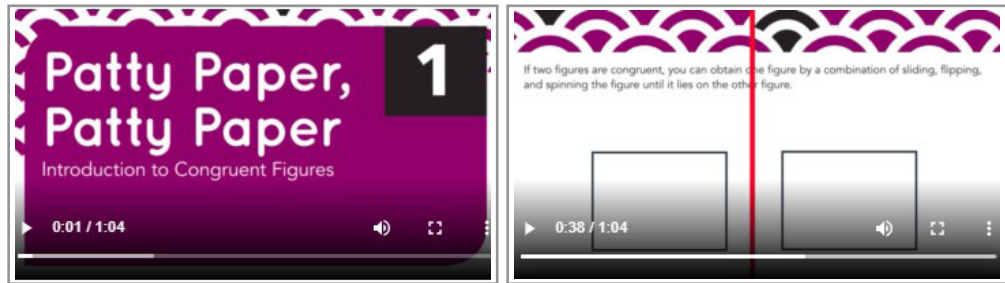 Patty Paper,
Patty Paper
1
Introduction to Congruent Figures
0:01 / 1:04
If two figures are congruent, you can obtain one figure by a combination of sliding, flipping,
and spinning the figure until it lies on the other figure.
0:38 / 1:04